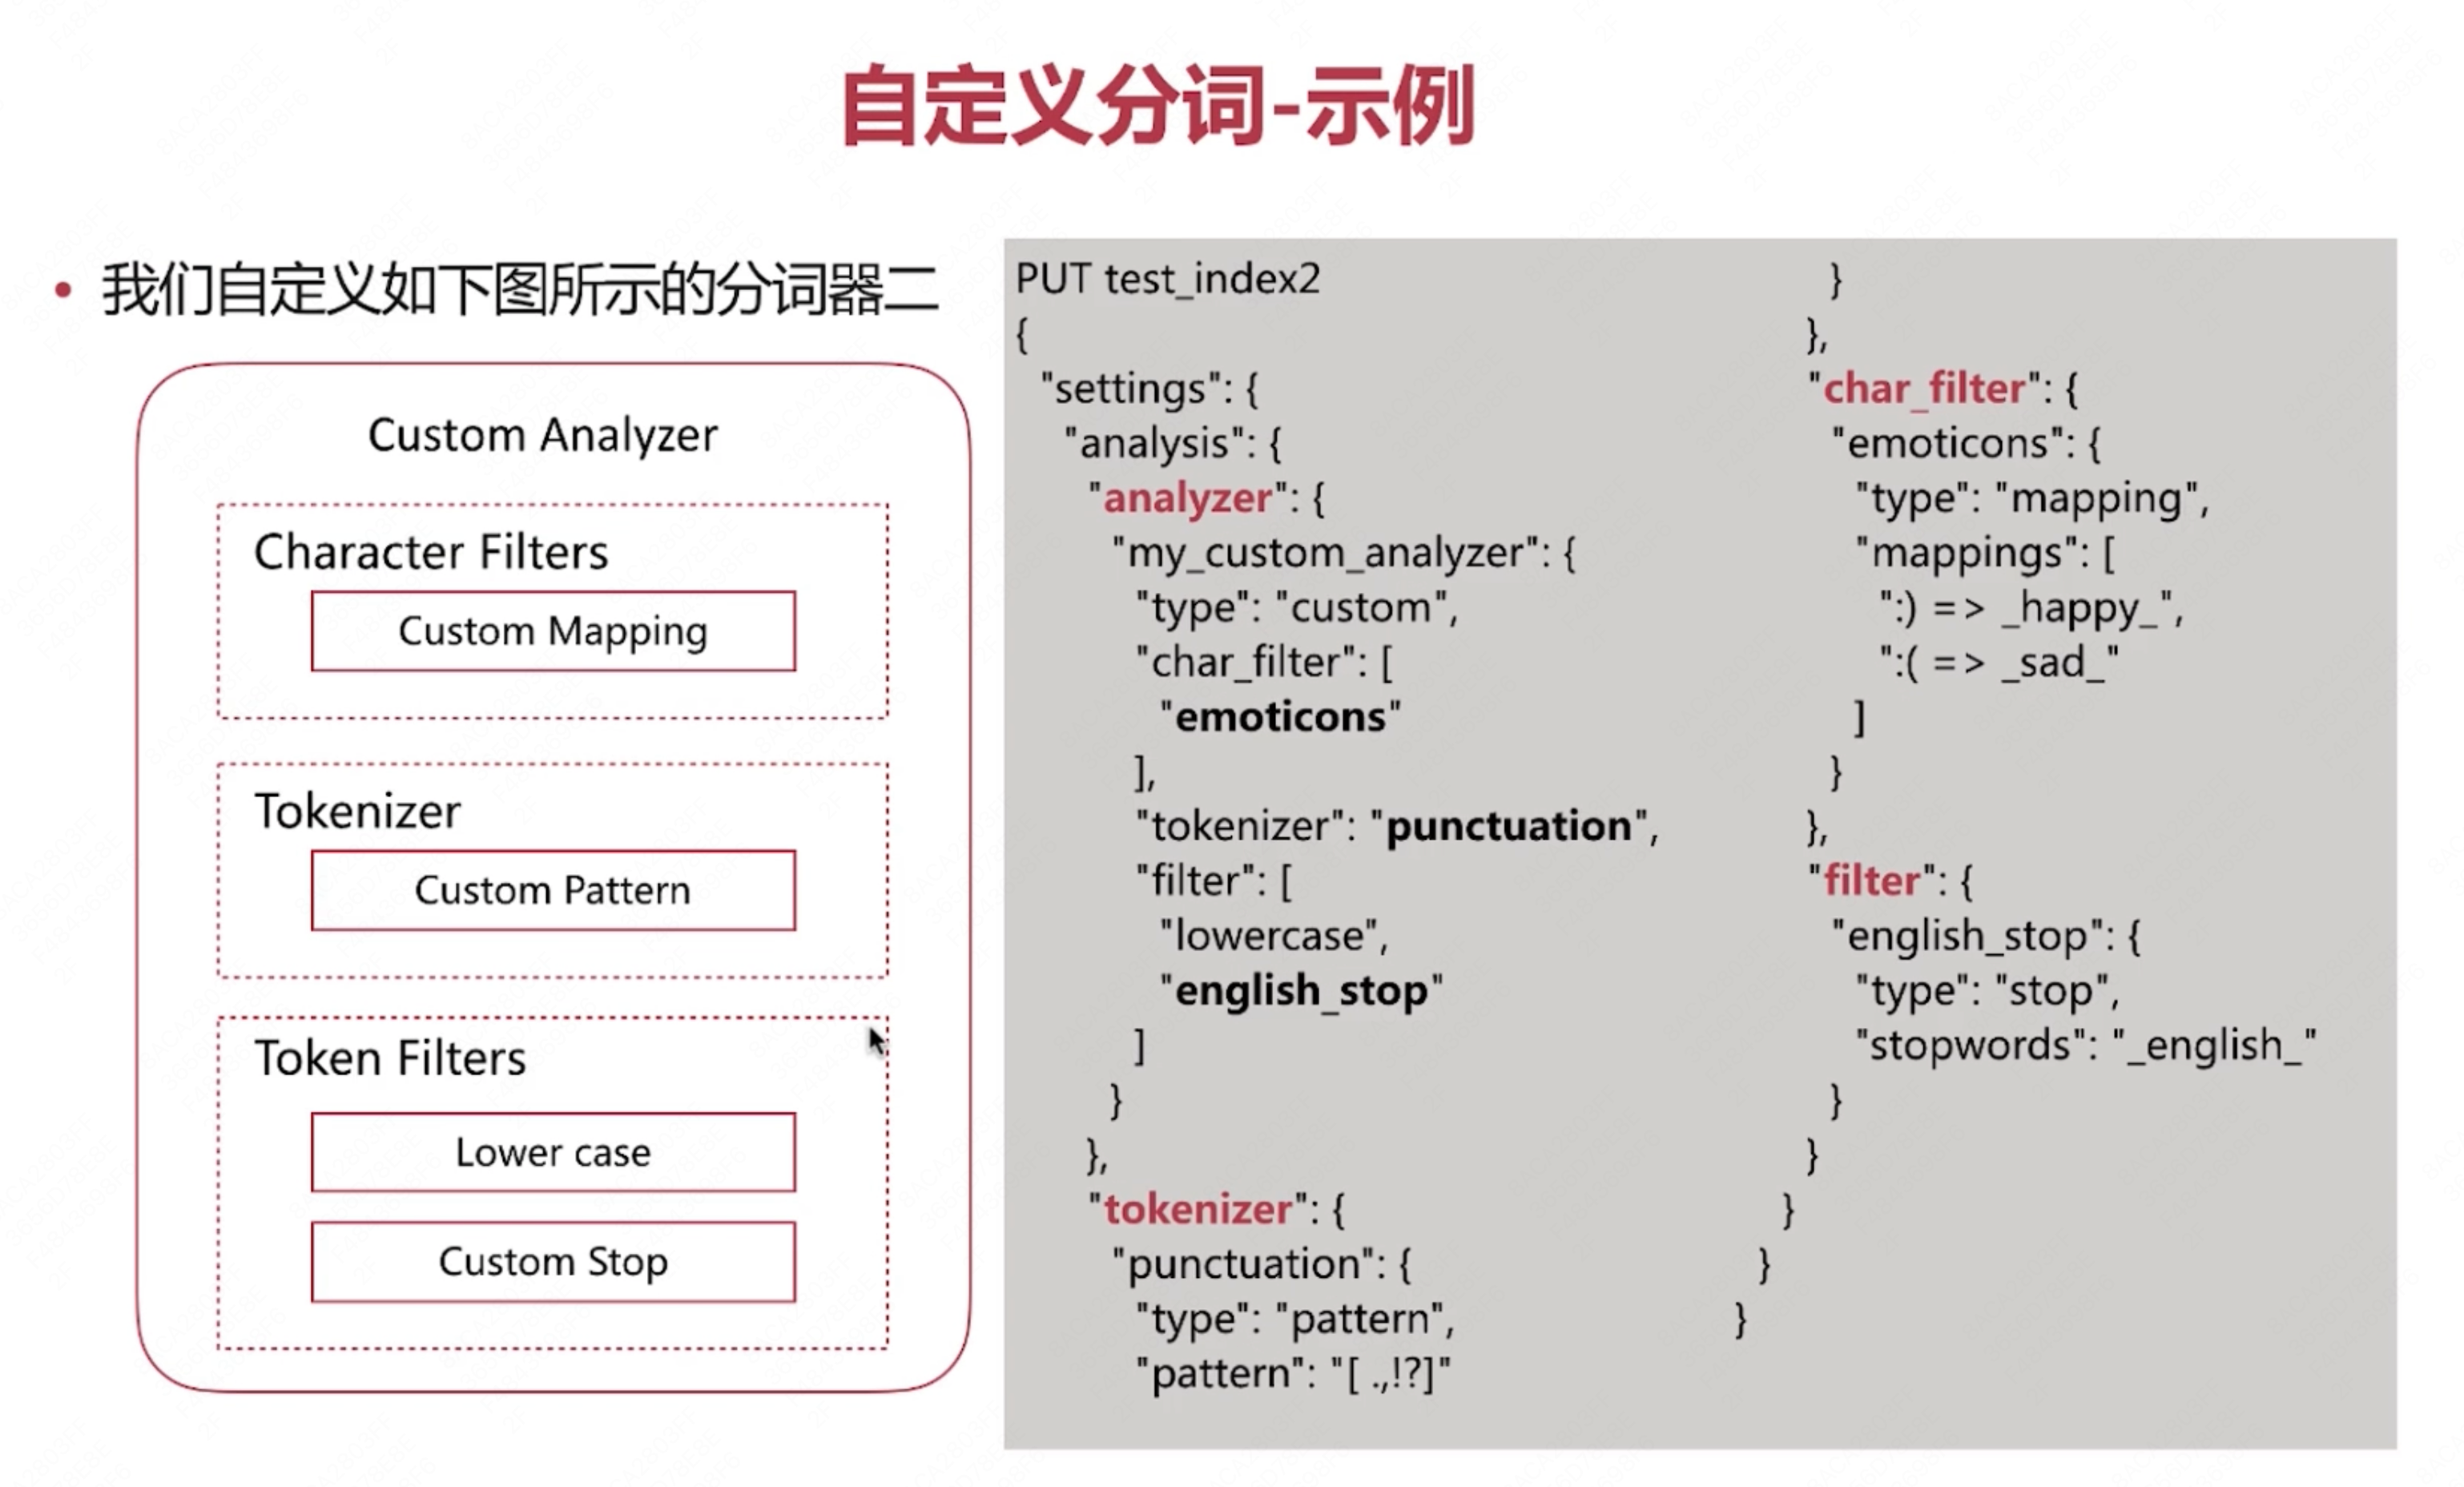 自定义分词-示例
• 我们自定义如下图所示的分词器二
Custom Analyzer
Character Filters
Custom Mapping
Tokenizer
Custom Pattern
Token Filters
Lower case
Custom Stop
PUT test_index2
{
"settings": {
"analysis": {
"analyzer": {
"my_custom_analyzer": {
"type": "custom",
"char_filter": [
"emoticons"
],
"tokenizer": "punctuation",
"filter": [
"lowercase",
"english_stop"
]
}
},
"tokenizer": {
"punctuation": {
"type": "pattern",
"pattern": "[ .,!?]"
}
},
"char_filter": {
"emoticons": {
"type": "mapping",
"mappings": [
":) => _happy_",
":( => _sad_"
]
}
},
"filter": {
"english_stop": {
"type": "stop",
"stopwords": "_english_"
}
}
}
}
}